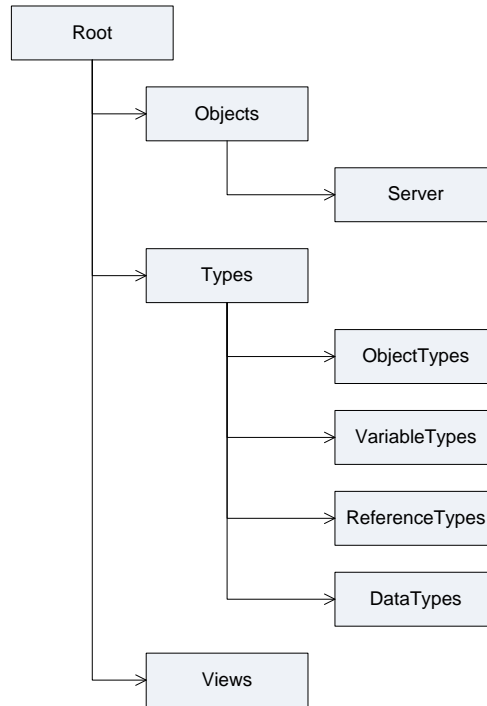 Root
Objects
Server
Types
ObjectTypes
VariableTypes
ReferenceTypes
DataTypes
Views